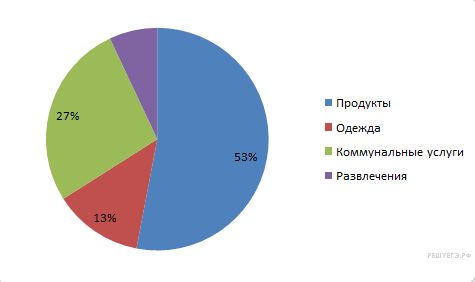 27%
53%
13%
Продукты
Одежда
Коммунальные услуги
Развлечения
РЕШУЕГЭ.РФ